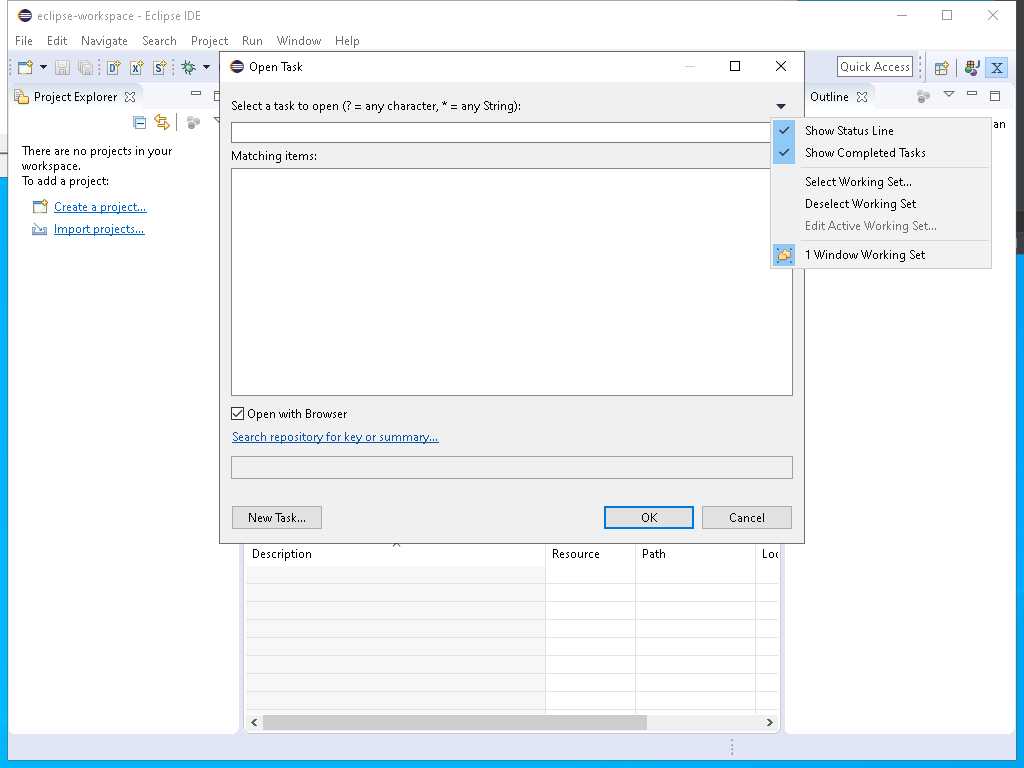 eclipse-workspace - Eclipse IDE
File Edit Navigate Search Project Run Window Help
Quick Access
Project Explorer
There are no projects in your
workspace.
To add a project:
Create a project...
Import projects...
Open Task
Select a task to open (? = any character, * = any String):
Matching items:
Open with Browser
Search repository for key or summary...
New Task...
OK
Cancel
Outline
an
Show Status Line
Show Completed Tasks
Select Working Set...
Deselect Working Set
Edit Active Working Set...
1 Window Working Set
Description Resource Path Loc